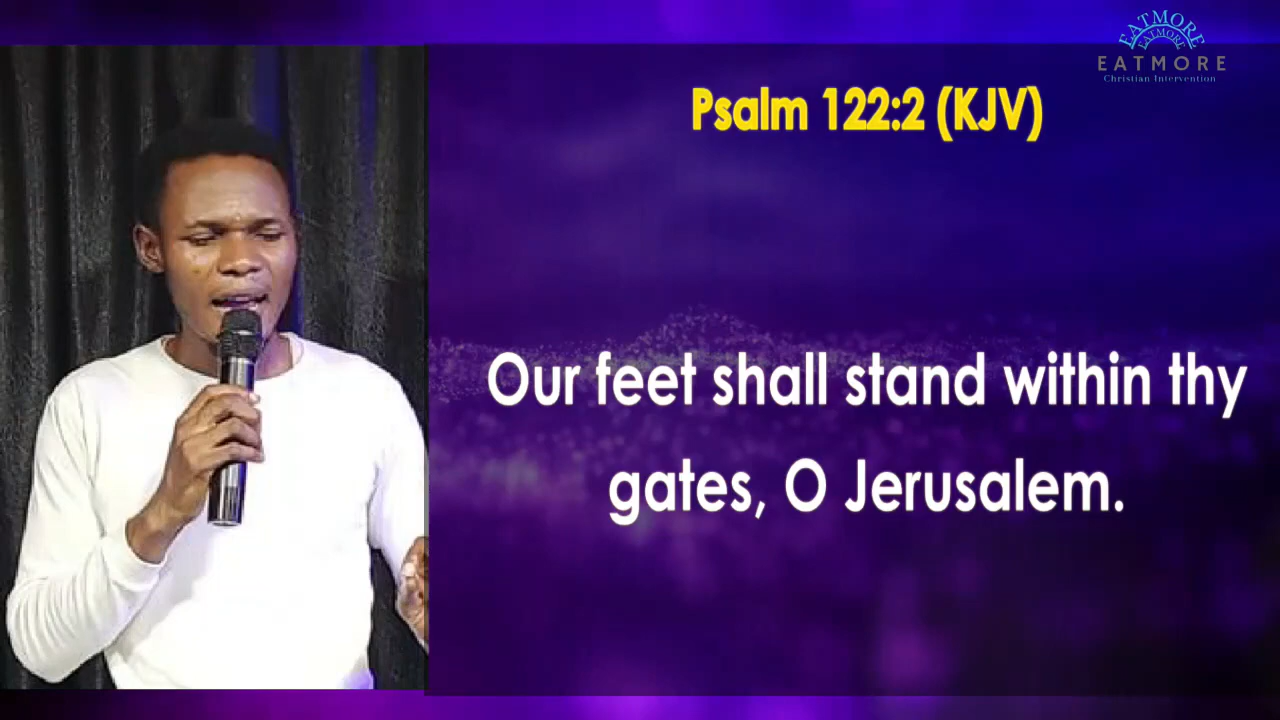 EATMORE
EATMORE
EATMORE
Christian Intervention
Psalm 122:2 (KJV)
Our feet shall stand within thy
gates, O Jerusalem.